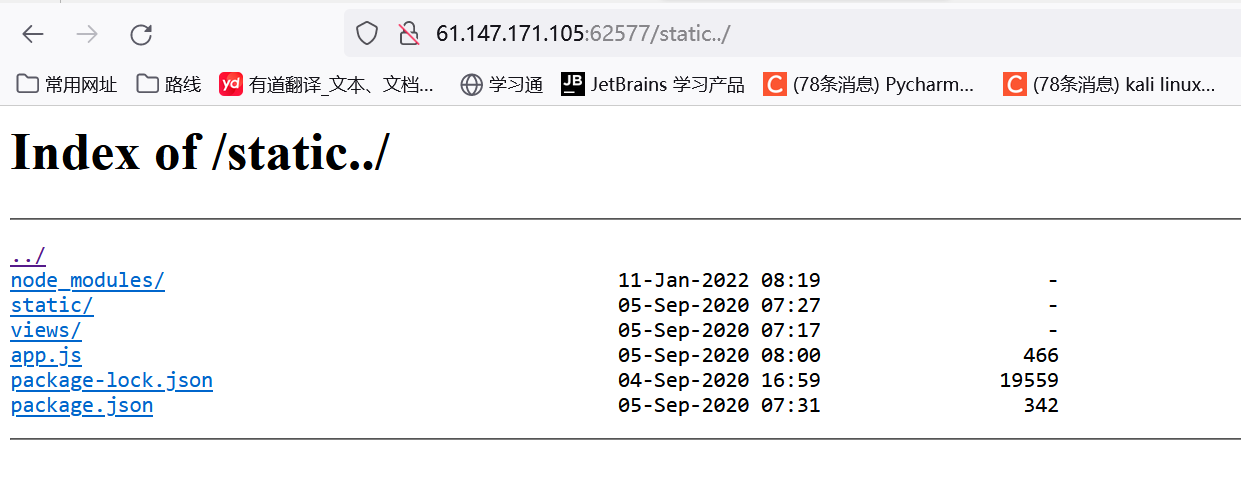 61.147.171.105:62577/static../
常用网址 路线 yd 有道翻译_文本、文档... 学习通 JB JetBrains 学习产品 C (78条消息) Pycharm... C (78条消息) kali linux...
Index of /static../
../
node_modules/ 11-Jan-2022 08:19 -
static/ 05-Sep-2020 07:27 -
views/ 05-Sep-2020 07:17 -
app.js 05-Sep-2020 08:00 466
package-lock.json 04-Sep-2020 16:59 19559
package.json 05-Sep-2020 07:31 342